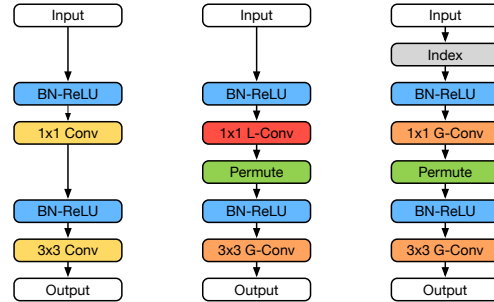 Input
BN-ReLU
1x1 Conv
BN-ReLU
3x3 Conv
Output
Input
BN-ReLU
1x1 L-Conv
Permute
BN-ReLU
3x3 G-Conv
Output
Input
Index
BN-ReLU
1x1 G-Conv
Permute
BN-ReLU
3x3 G-Conv
Output